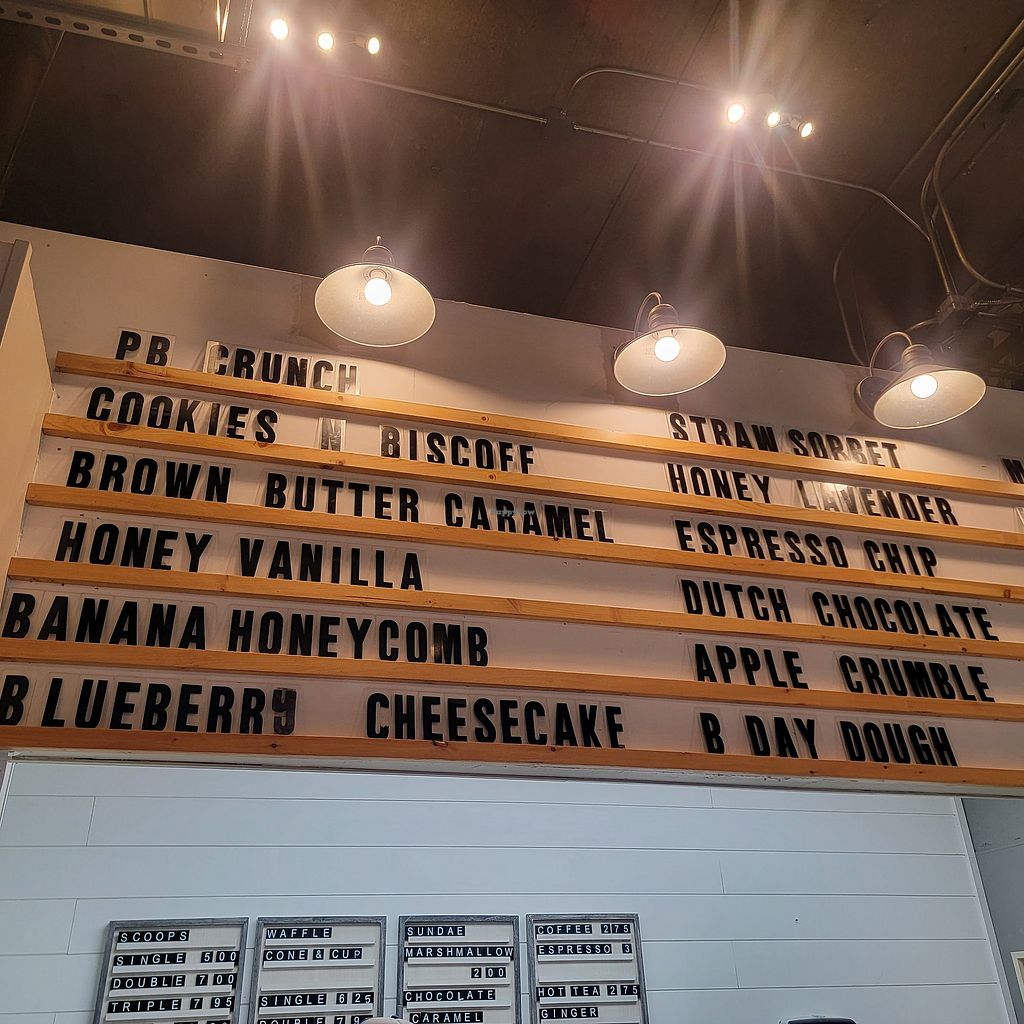 PB CRUNCH
COOKIES N BISCOFF
BROWN BUTTER CARAMEL
HONEY VANILLA
BANANA HONEYCOMB
BLUEBERRy CHEESECAKE
STRAW SORBET
HONEY LAVENDER
ESPRESSO CHIP
DUTCH CHOCOLATE
APPLE CRUMBLE
B DAY DOUGH
M
SCOOPS
SINGLE 500
DOUBLE 700
TRIPLE 795
WAFFLE
CONE & CUP
SINGLE 625
DOUBLE
SUNDAE
MARSHMALLOW
200
CHOCOLATE
CARAMEL
COFFEE 275
ESPRESSO 3
HOT TEA 275
GINGER